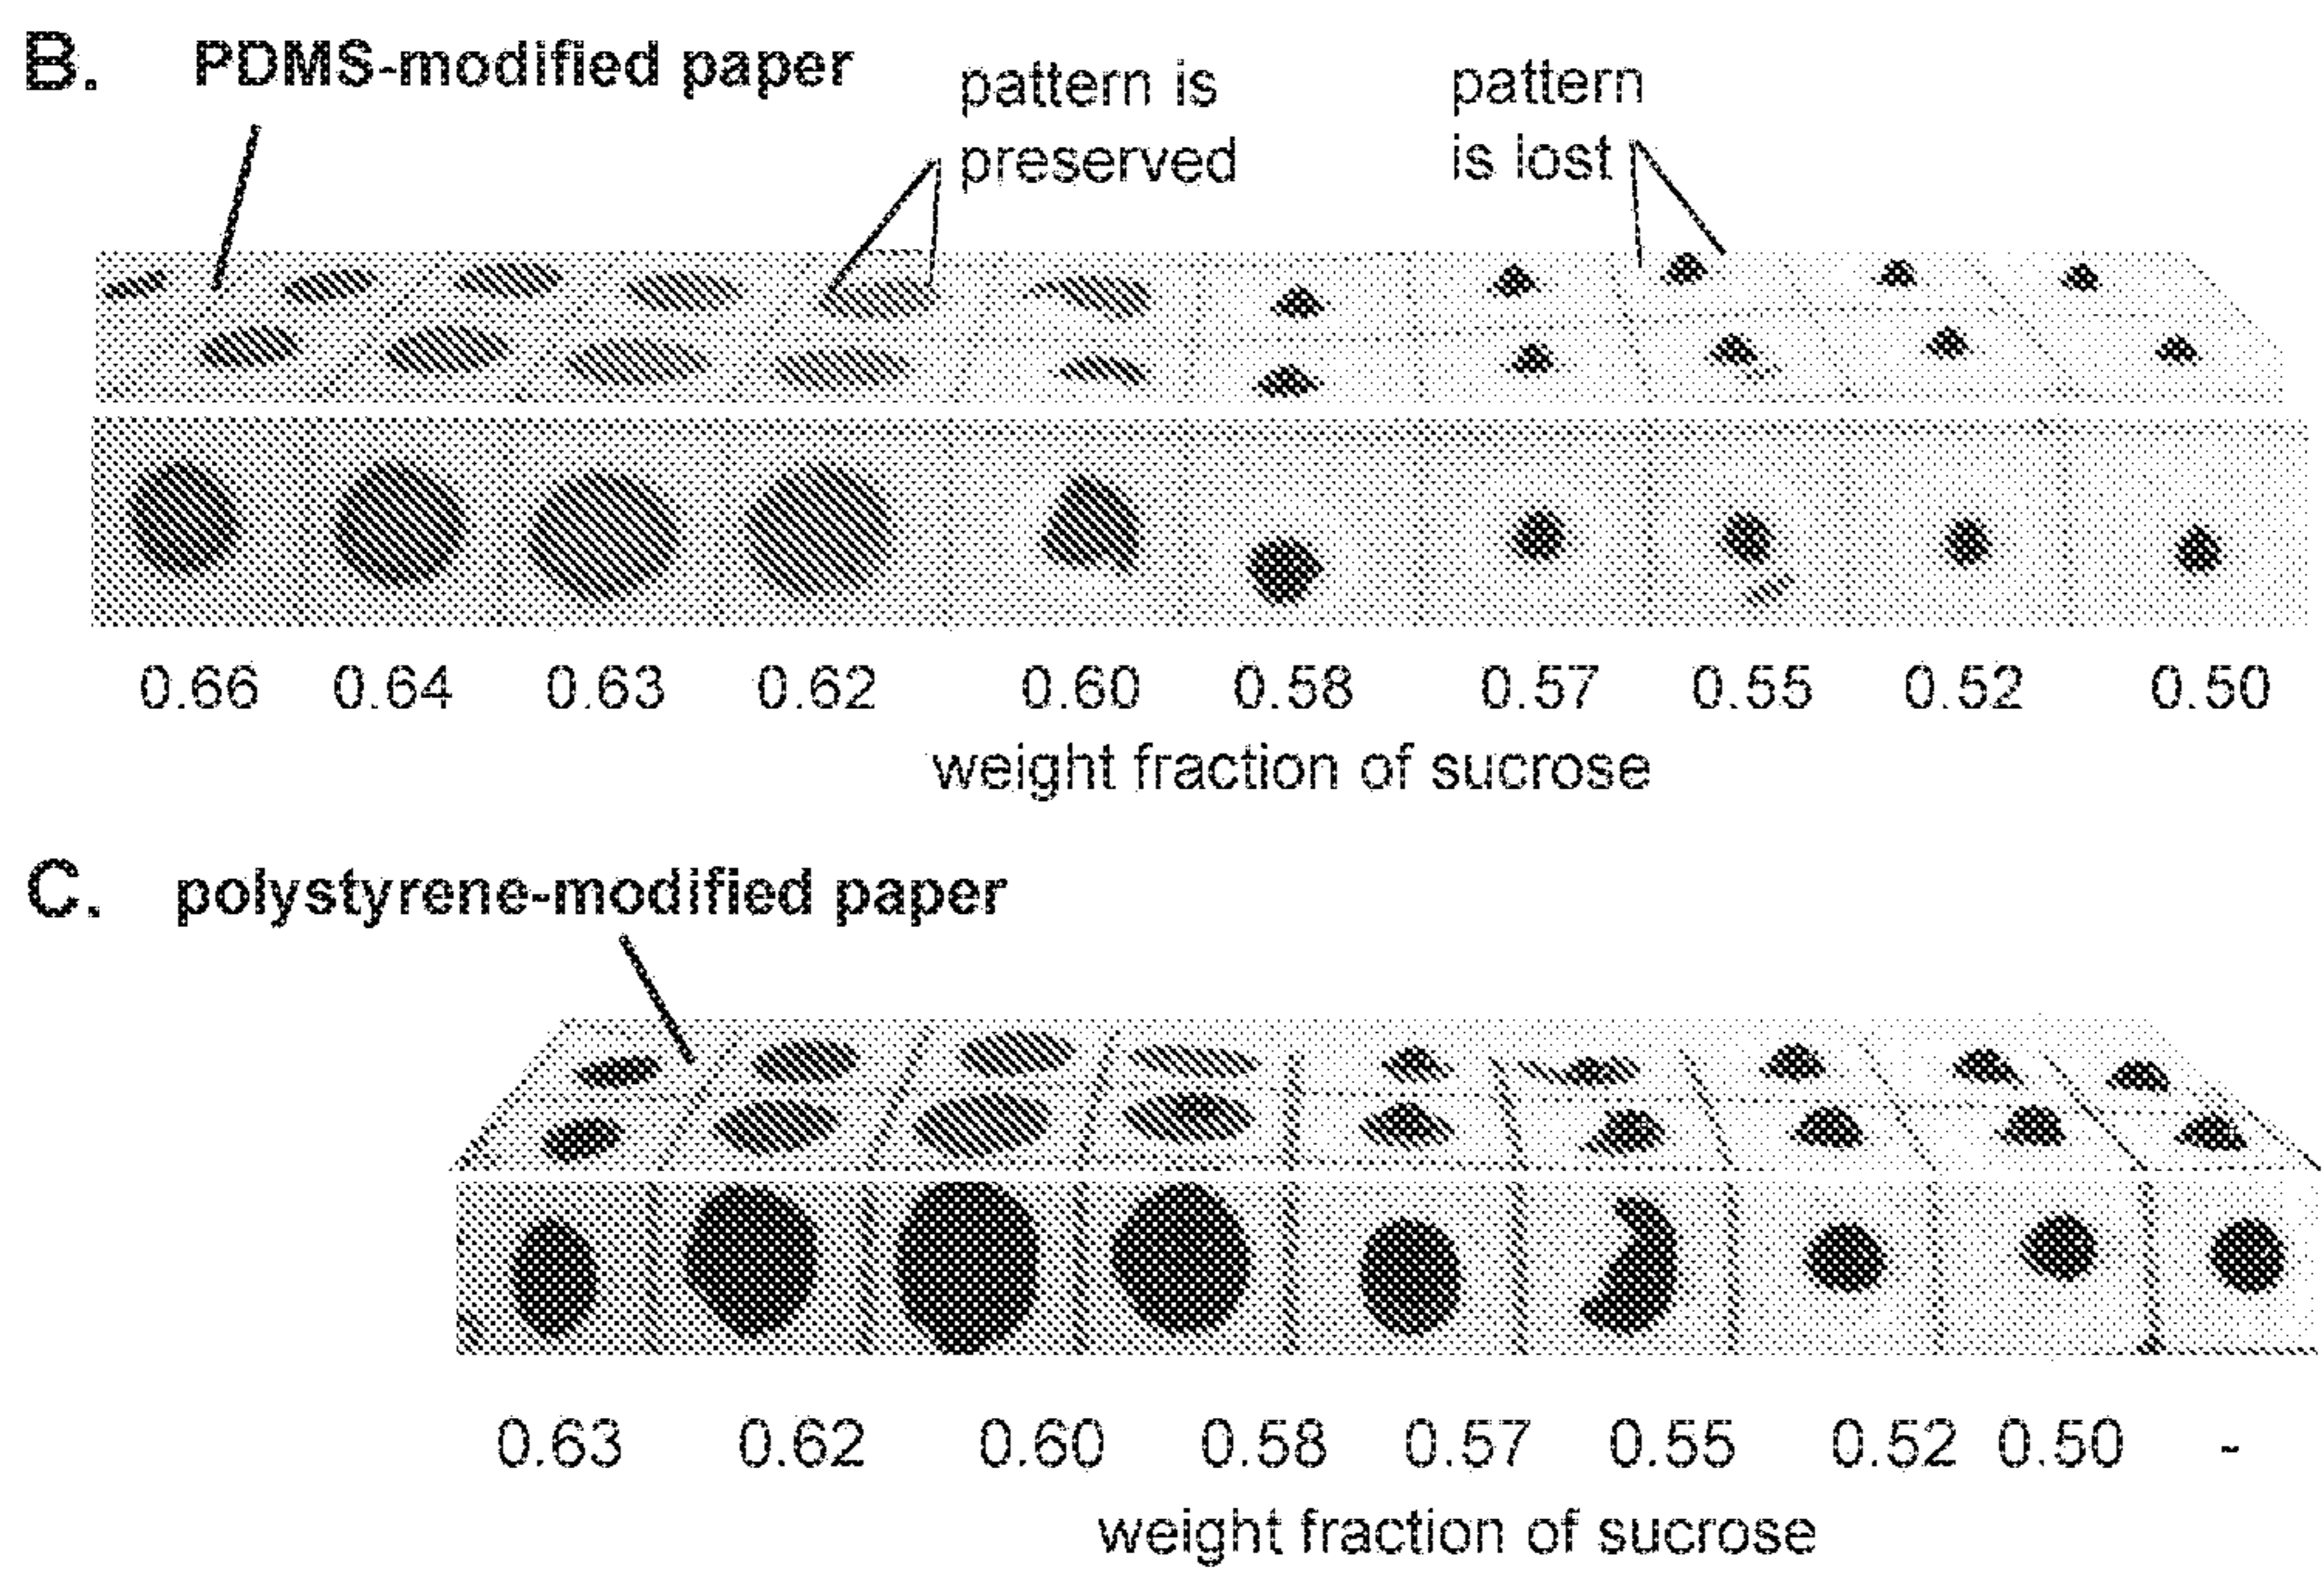 B. PDMS-modified paper
pattern is
preserved
pattern
is lost
0.66 0.64 0.63 0.62 0.60 0.58 0.57 0.55 0.52 0.50
weight fraction of sucrose
C. polystyrene-modified paper
0.63 0.62 0.60 0.58 0.57 0.55 0.52 0.50 -
weight fraction of sucrose